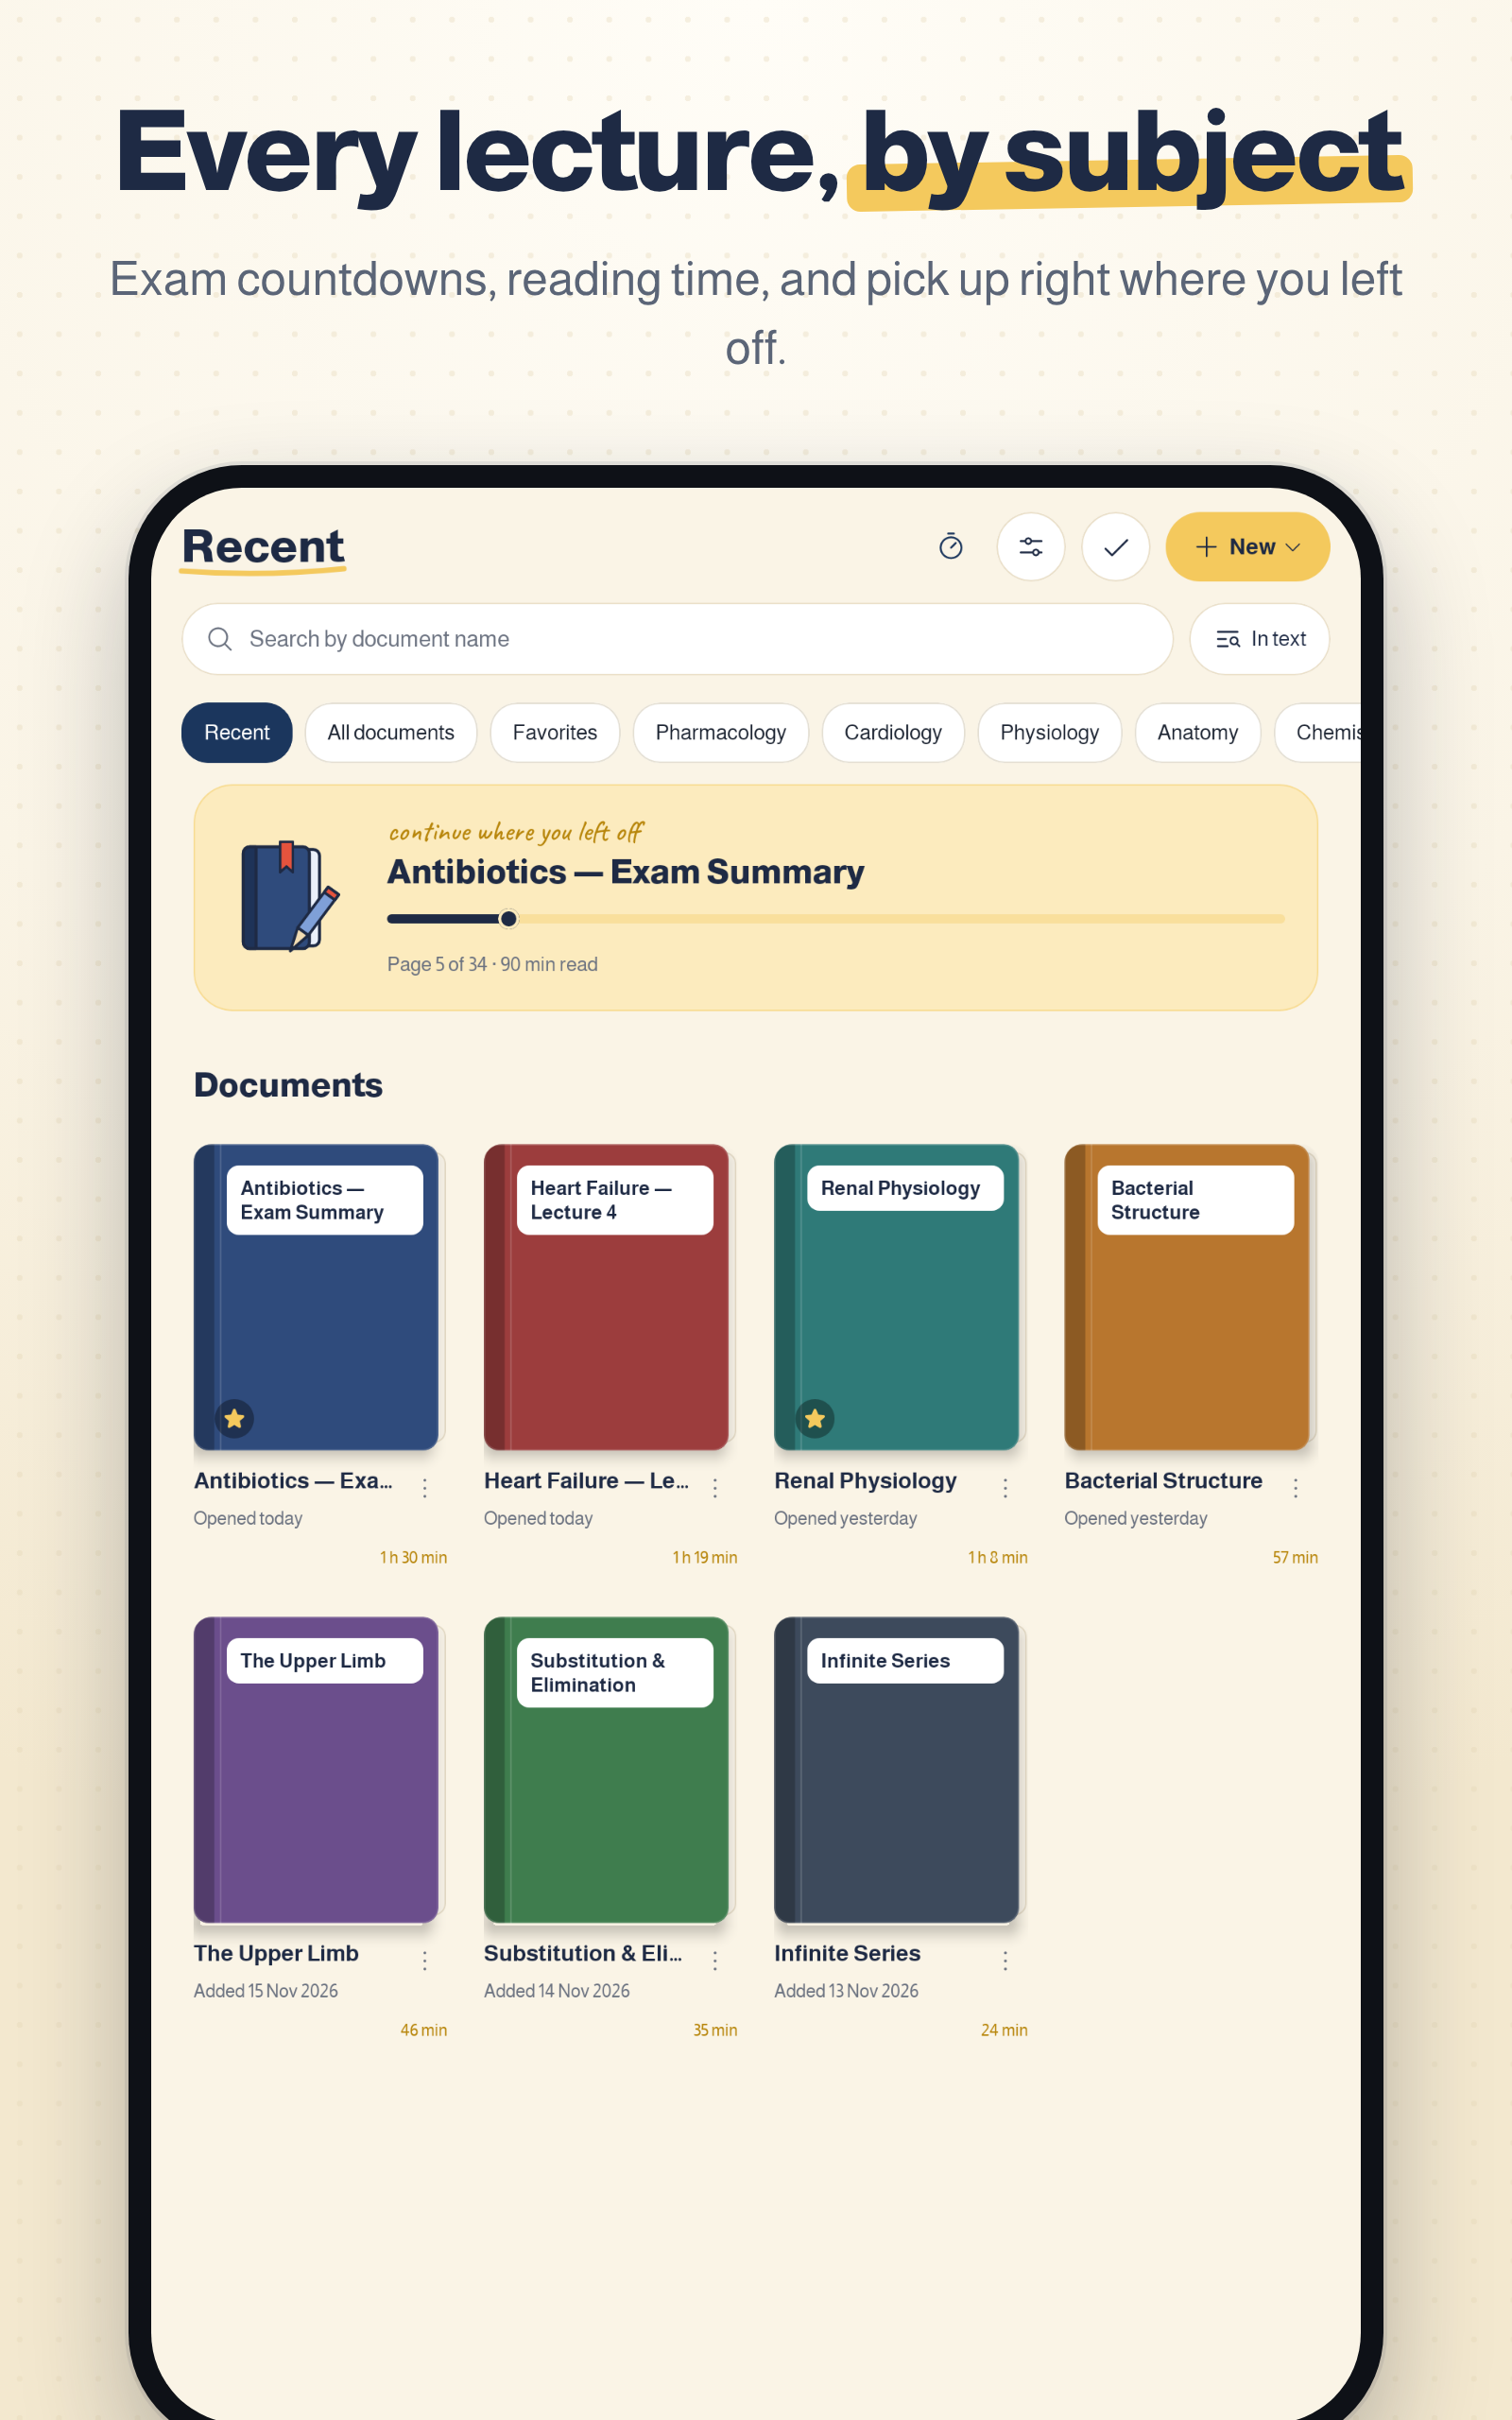 Every lecture, by subject
Exam countdowns, reading time, and pick up right where you left
off.
Recent
New
Search by document name
In text
Recent
All documents
Favorites
Pharmacology
Cardiology
Physiology
Anatomy
Chemis
continue where you left off
Antibiotics — Exam Summary
Page 5 of 34 · 90 min read
Documents
Antibiotics —
Exam Summary
Heart Failure —
Lecture 4
Renal Physiology
Bacterial
Structure
Antibiotics — Exa...
Heart Failure — Le...
Renal Physiology
Bacterial Structure
Opened today
Opened today
Opened yesterday
Opened yesterday
1 h 30 min
1 h 19 min
1 h 8 min
57 min
The Upper Limb
Substitution &
Elimination
Infinite Series
The Upper Limb
Substitution & Eli...
Infinite Series
Added 15 Nov 2026
Added 14 Nov 2026
Added 13 Nov 2026
46 min
35 min
24 min